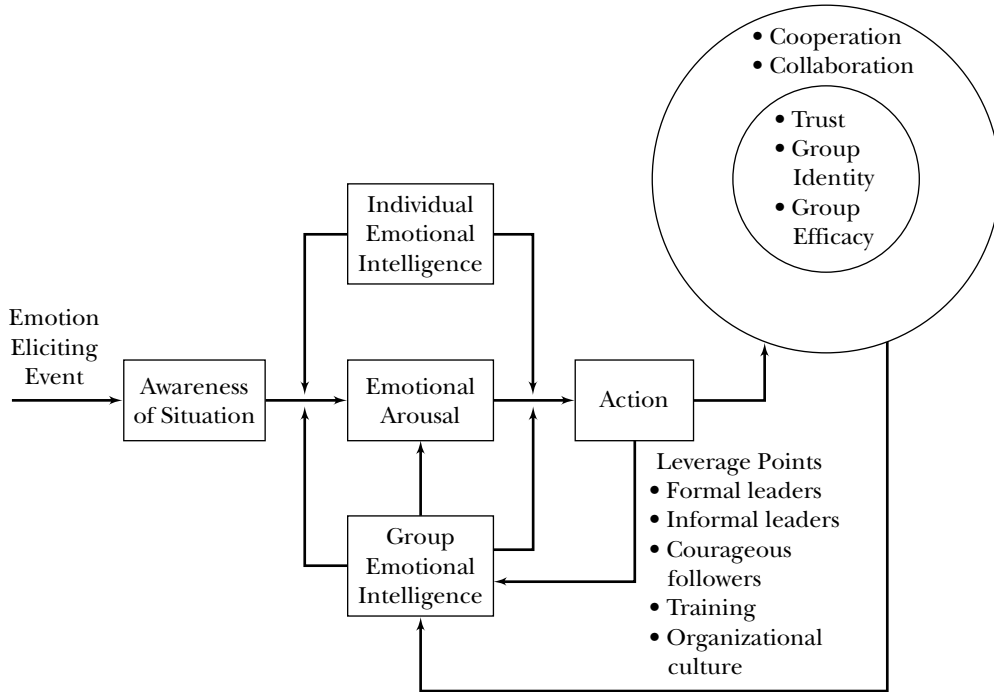 • Cooperation
• Collaboration
• Trust
• Group
Identity
• Group
Efficacy
Individual
Emotional
Intelligence
Emotion
Eliciting
Event
Awareness
of Situation
Emotional
Arousal
Action
Group
Emotional
Intelligence
Leverage Points
• Formal leaders
• Informal leaders
• Courageous
followers
• Training
• Organizational
culture